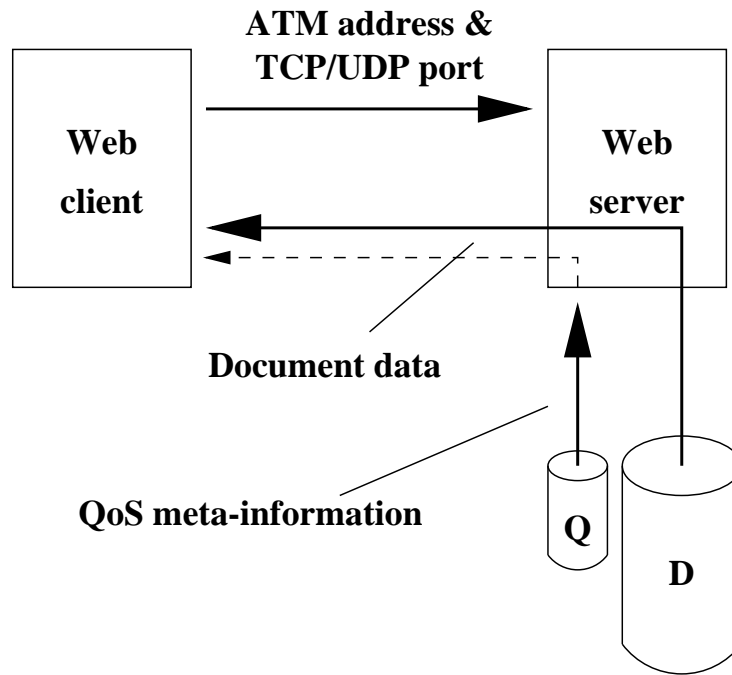 ATM address &
TCP/UDP port
Web
client
Web
server
Document data
QoS meta-information
Q
D